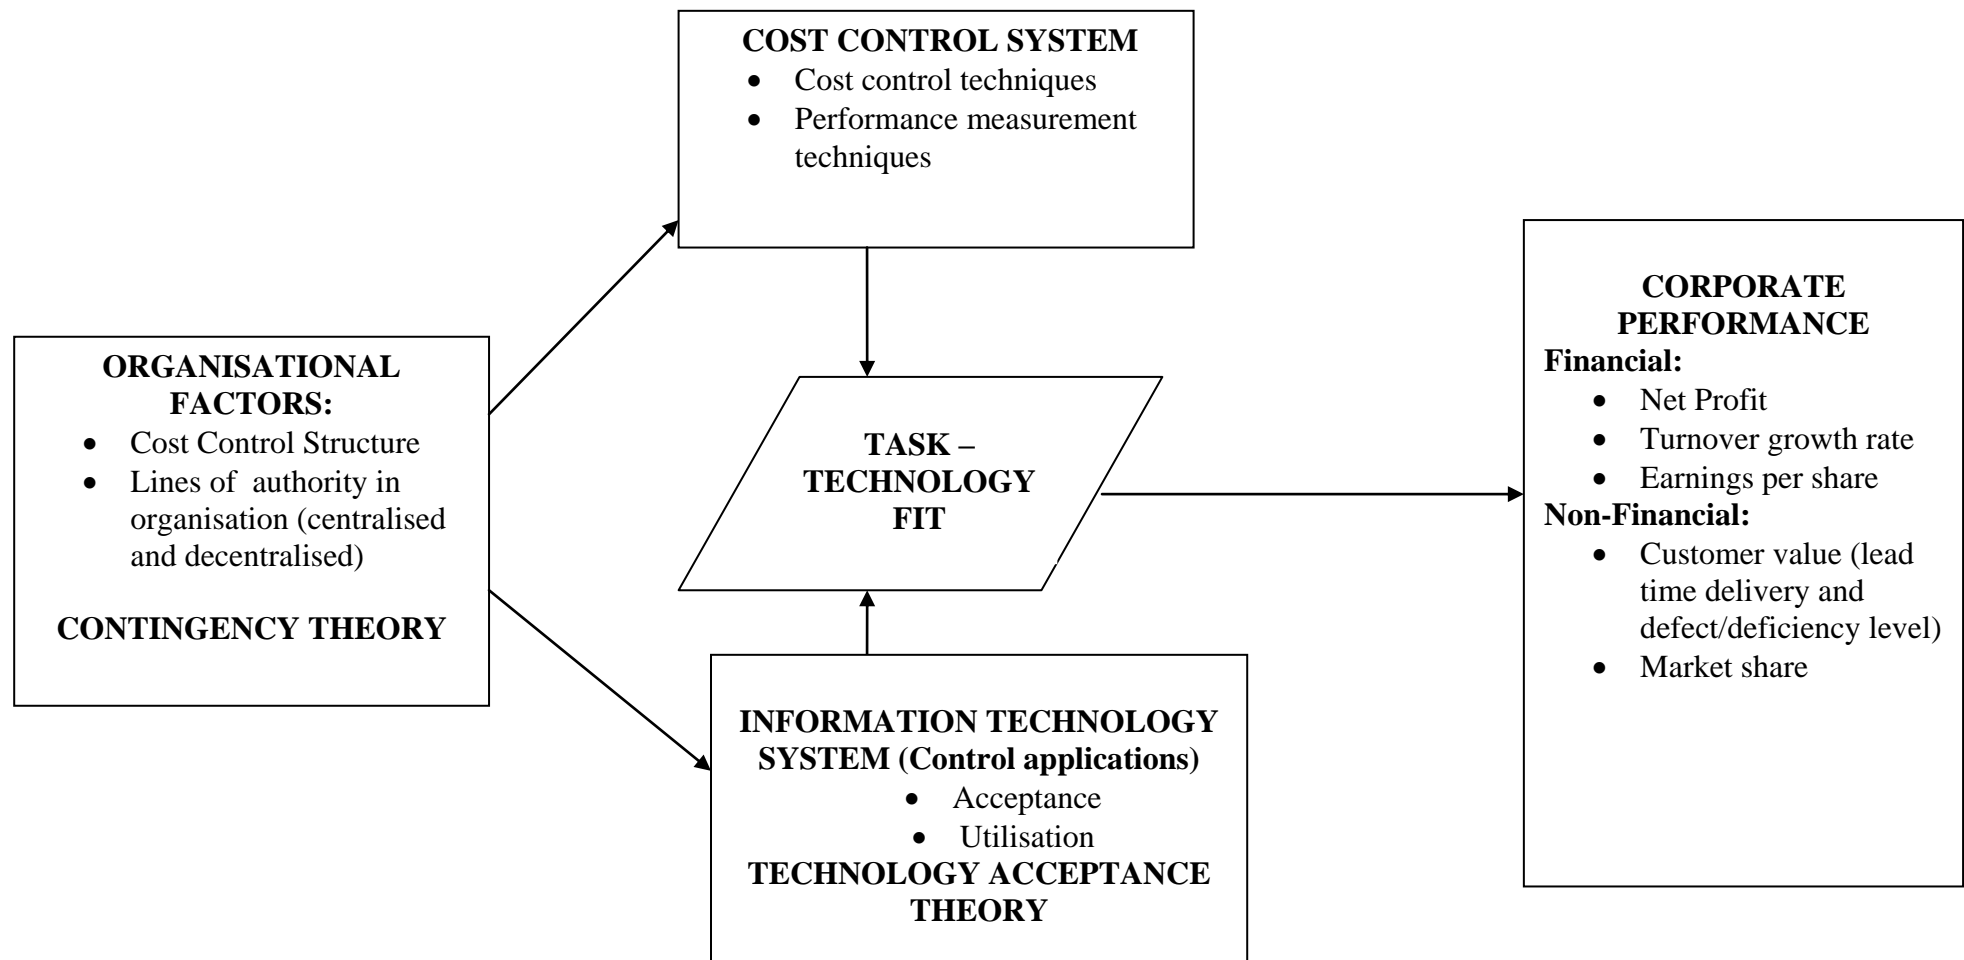 COST CONTROL SYSTEM
• Cost control techniques
• Performance measurement
techniques
ORGANISATIONAL
FACTORS:
• Cost Control Structure
• Lines of authority in
organisation (centralised
and decentralised)
CONTINGENCY THEORY
TASK –
TECHNOLOGY
FIT
INFORMATION TECHNOLOGY
SYSTEM (Control applications)
• Acceptance
• Utilisation
TECHNOLOGY ACCEPTANCE
THEORY
CORPORATE
PERFORMANCE
Financial:
• Net Profit
• Turnover growth rate
• Earnings per share
Non-Financial:
• Customer value (lead
time delivery and
defect/deficiency level)
• Market share